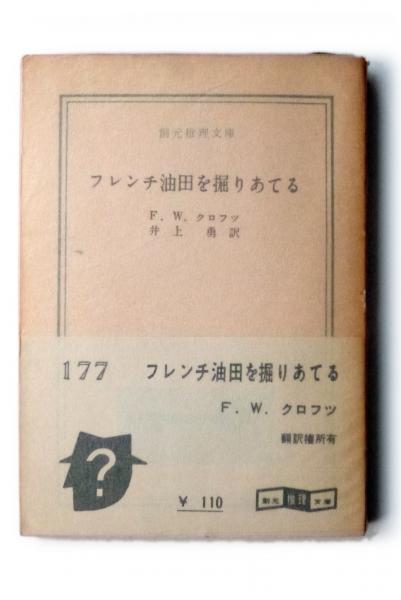 創元推理文庫
フレンチ油田を掘りあてる
F. W. クロフツ
井上 勇 訳
177 フレンチ油田を掘りあてる
F. W. クロフツ
翻訳権所有
?
¥ 110
創元 推理 文庫